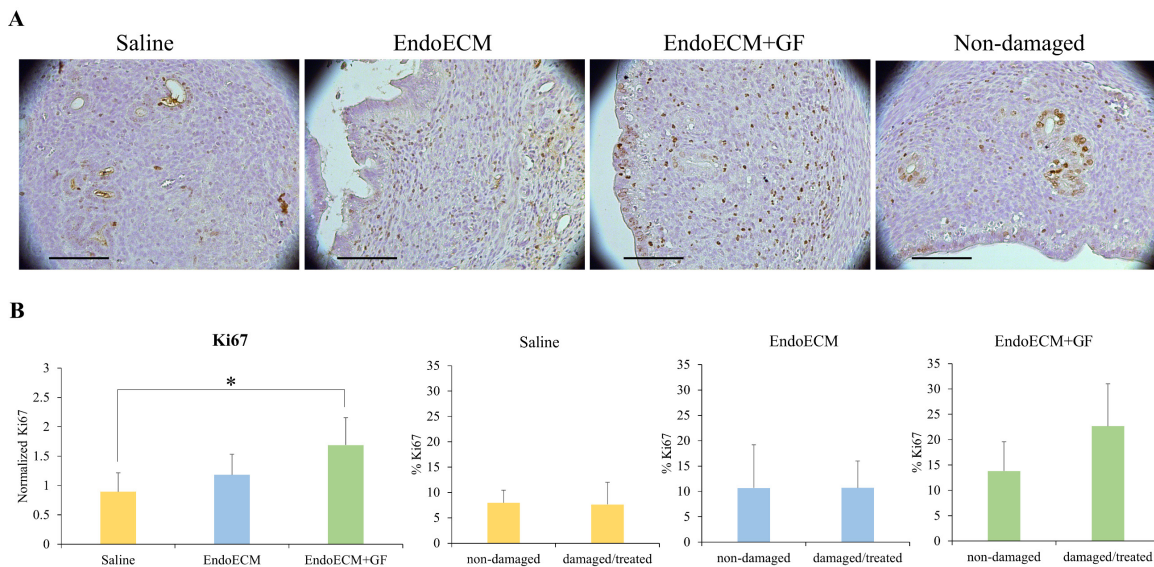 A
Saline EndoECM EndoECM+GF Non-damaged
B
Ki67
Normalized Ki67
3
2.5
2
1.5
1
0.5
0
*
Saline EndoECM EndoECM+GF
Saline
% Ki67
35
30
25
20
15
10
5
0
non-damaged damaged/treated
EndoECM
% Ki67
35
30
25
20
15
10
5
0
non-damaged damaged/treated
EndoECM+GF
% Ki67
35
30
25
20
15
10
5
0
non-damaged damaged/treated